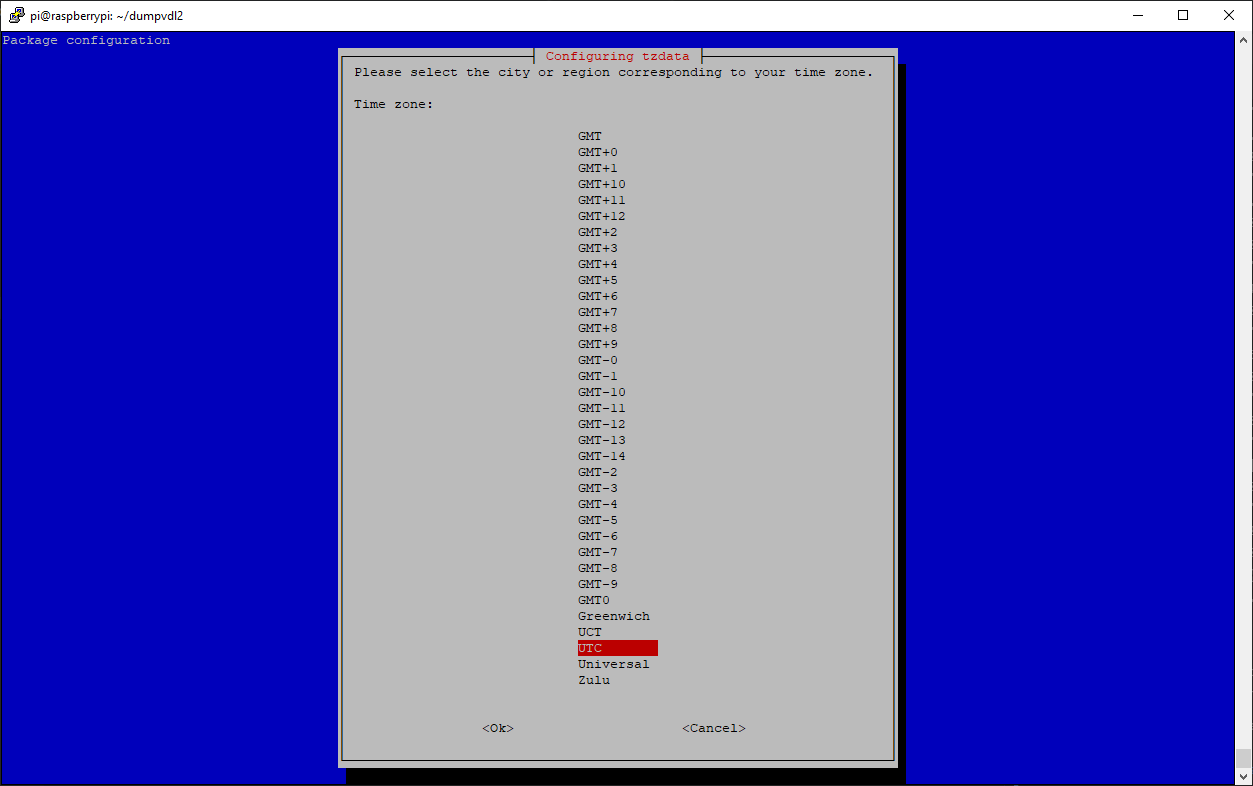 pi@raspberrypi: ~/dumpvdl2
Package configuration
Configuring tzdata
Please select the city or region corresponding to your time zone.
Time zone:
GMT
GMT+0
GMT+1
GMT+10
GMT+11
GMT+12
GMT+2
GMT+3
GMT+4
GMT+5
GMT+6
GMT+7
GMT+8
GMT+9
GMT-0
GMT-1
GMT-10
GMT-11
GMT-12
GMT-13
GMT-14
GMT-2
GMT-3
GMT-4
GMT-5
GMT-6
GMT-7
GMT-8
GMT-9
GMT0
Greenwich
UCT
UTC
Universal
Zulu
<Ok> <Cancel>